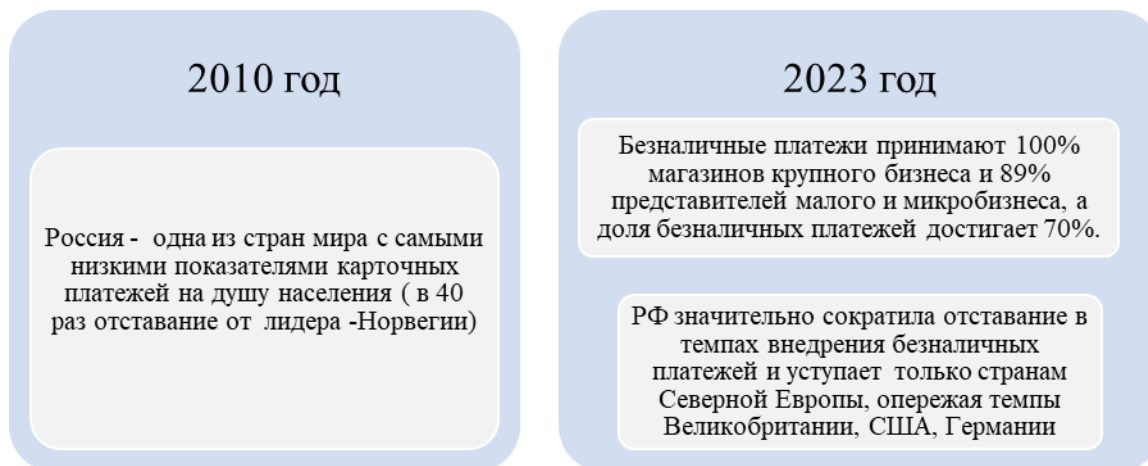 2010 год
Россия - одна из стран мира с самыми
низкими показателями карточных
платежей на душу населения ( в 40
раз отставание от лидера -Норвегии)
2023 год
Безналичные платежи принимают 100%
магазинов крупного бизнеса и 89%
представителей малого и микробизнеса, а
доля безналичных платежей достигает 70%.
РФ значительно сократила отставание в
темпах внедрения безналичных
платежей и уступает только странам
Северной Европы, опережая темпы
Великобритании, США, Германии